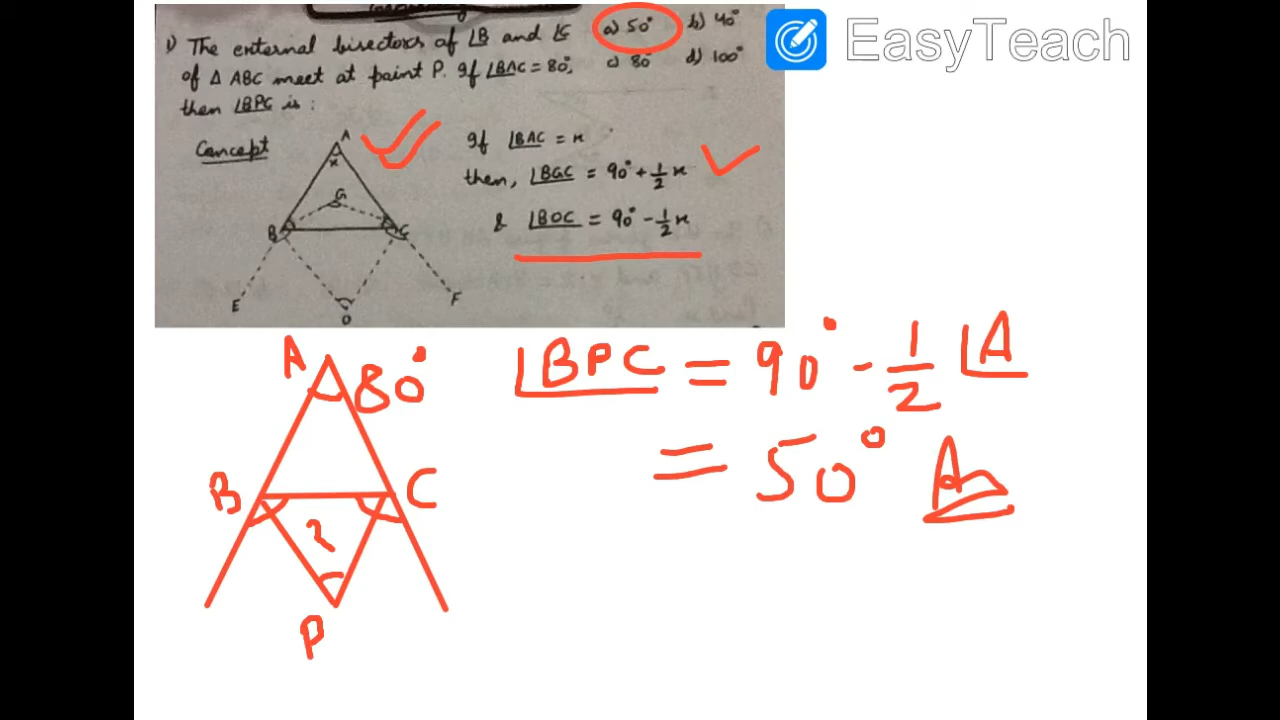 1) The external bisectors of ∠B and ∠C a) 50° b) 40°
of Δ ABC meet at point P. If ∠BAC = 80°, c) 80° d) 100°
then ∠BPC is :
EasyTeach
Concept
If ∠BAC = x
then, ∠BGC = 90° + 1/2 x
& ∠BOC = 90° - 1/2 x
A
x
G
B
C
E
F
O
A 80°
B C
?
P
∠BPC = 90° - 1/2 ∠A
= 50° Ans